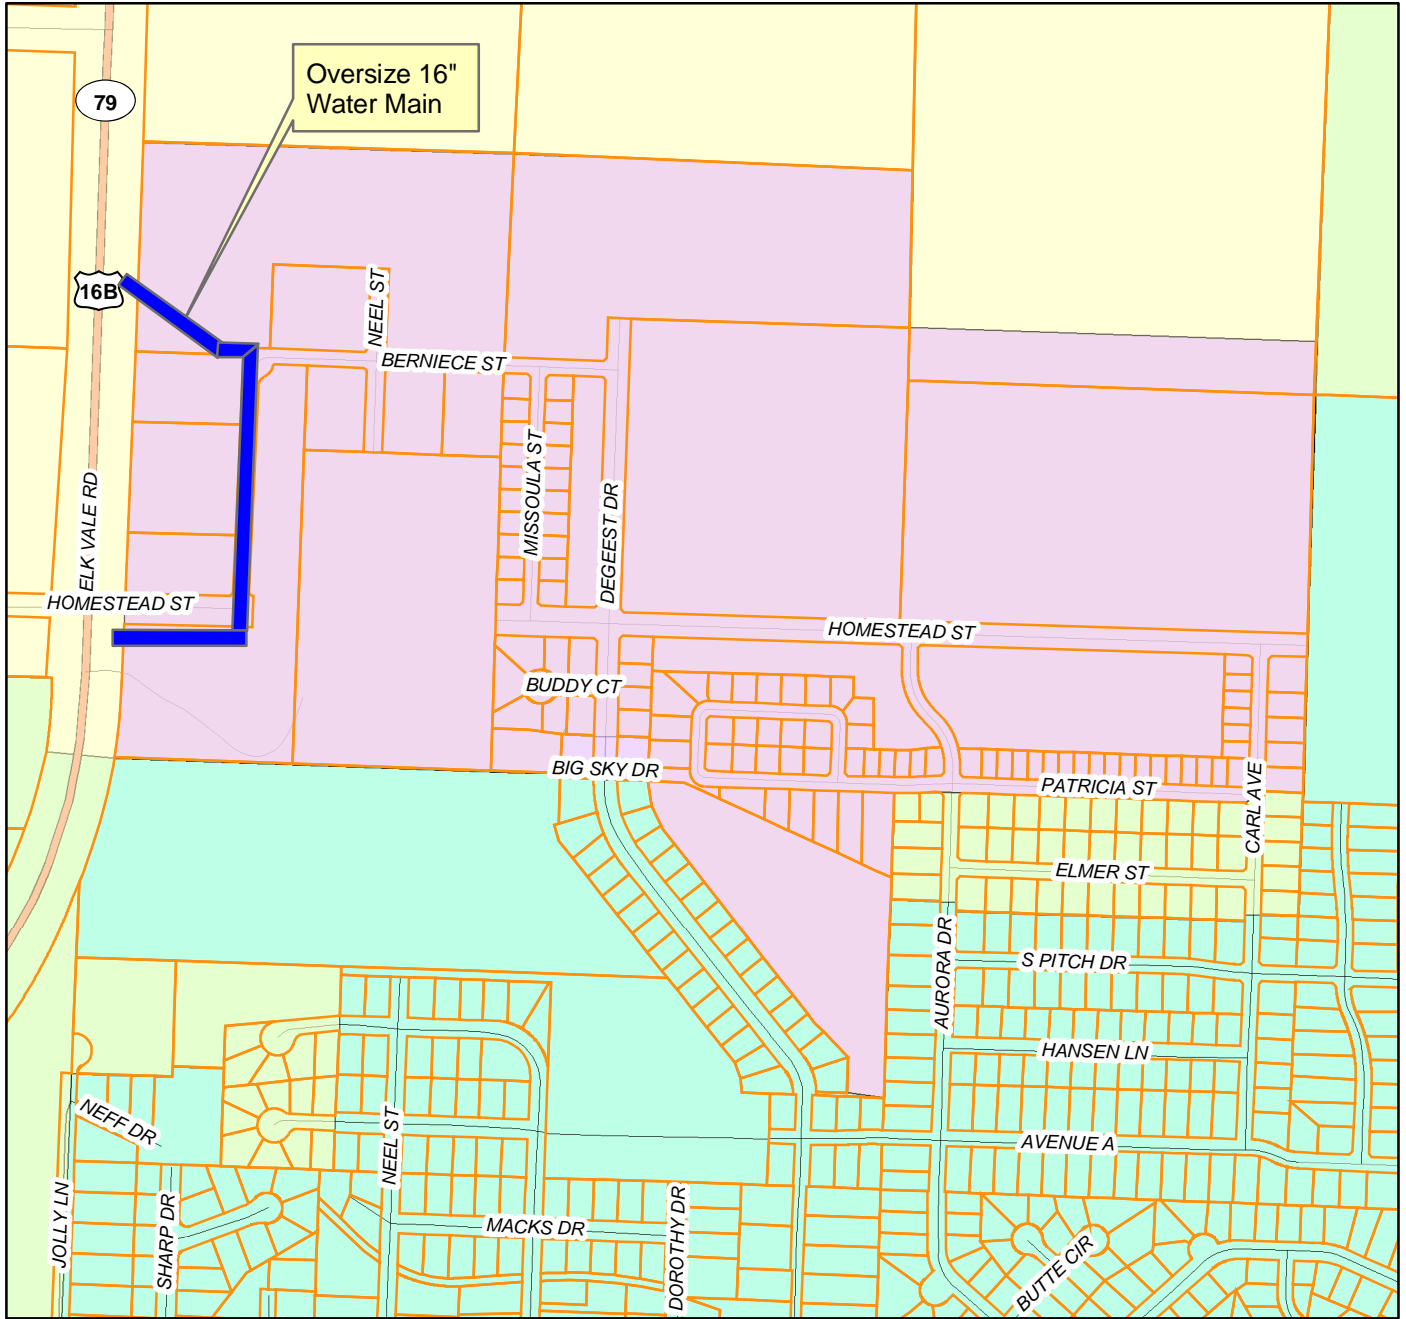 Oversize 16"
Water Main
79
16B
NEEL ST
BERNIECE ST
MISSOULA ST
DEGEEST DR
ELK VALE RD
HOMESTEAD ST
HOMESTEAD ST
BUDDY CT
BIG SKY DR
PATRICIA ST
CARL AVE
ELMER ST
AURORA DR
S PITCH DR
HANSEN LN
NEFF DR
NEEL ST
AVENUE A
JOLLY LN
SHARP DR
MACKS DR
DOROTHY DR
BUTTE CIR